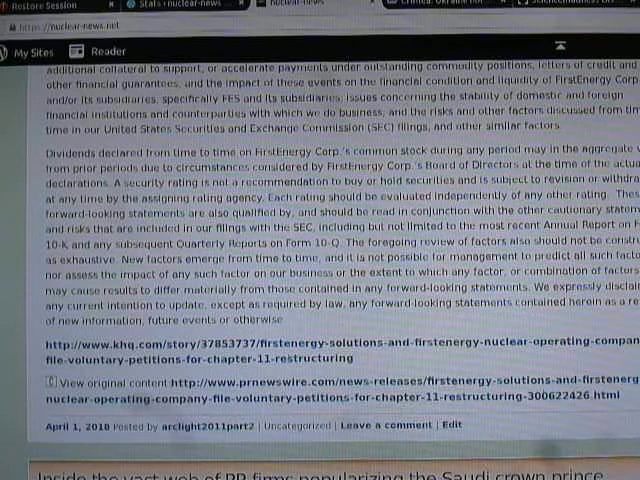 Restore Session
Stats ‹ nuclear-news
nuclear-news
https://nuclear-news.net
My Sites Reader
additional collateral to support, or accelerate payments under outstanding commodity positions, letters of credit and
other financial guarantees, and the impact of these events on the financial condition and liquidity of FirstEnergy Corp
and/or its subsidiaries, specifically FES and its subsidiaries; issues concerning the stability of domestic and foreign
financial institutions and counterparties with which we do business; and the risks and other factors discussed from tim
time in our United States Securities and Exchange Commission (SEC) filings, and other similar factors.
Dividends declared from time to time on FirstEnergy Corp.'s common stock during any period may in the aggregate v
from prior periods due to circumstances considered by FirstEnergy Corp.'s Board of Directors at the time of the actua
declarations. A security rating is not a recommendation to buy or hold securities and is subject to revision or withdra
at any time by the assigning rating agency. Each rating should be evaluated independently of any other rating. Thes
forward-looking statements are also qualified by, and should be read in conjunction with the other cautionary statem
and risks that are included in our filings with the SEC, including but not limited to the most recent Annual Report on F
10-K and any subsequent Quarterly Reports on Form 10-Q. The foregoing review of factors also should not be constru
as exhaustive. New factors emerge from time to time, and it is not possible for management to predict all such facto
nor assess the impact of any such factor on our business or the extent to which any factor, or combination of factors
may cause results to differ materially from those contained in any forward-looking statements. We expressly disclaim
any current intention to update, except as required by law, any forward-looking statements contained herein as a re
of new information, future events or otherwise.
http://www.khq.com/story/37853737/firstenergy-solutions-and-firstenergy-nuclear-operating-compan
file-voluntary-petitions-for-chapter-11-restructuring
View original content:http://www.prnewswire.com/news-releases/firstenergy-solutions-and-firstenerg
nuclear-operating-company-file-voluntary-petitions-for-chapter-11-restructuring-300622426.html
April 1, 2018 Posted by arclight2011part2 | Uncategorized | Leave a comment | Edit
Inside the vast web of PR firms popularizing the Saudi crown prince